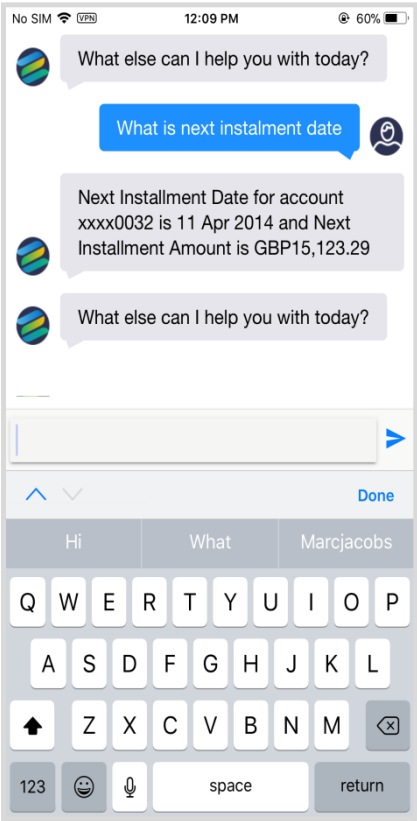 No SIM VPN 12:09 PM 60%
What else can I help you with today?
What is next instalment date
Next Installment Date for account
xxxx0032 is 11 Apr 2014 and Next
Installment Amount is GBP15,123.29
What else can I help you with today?
Done
Hi What Marcjacobs
Q W E R T Y U I O P
A S D F G H J K L
Z X C V B N M
123 space return